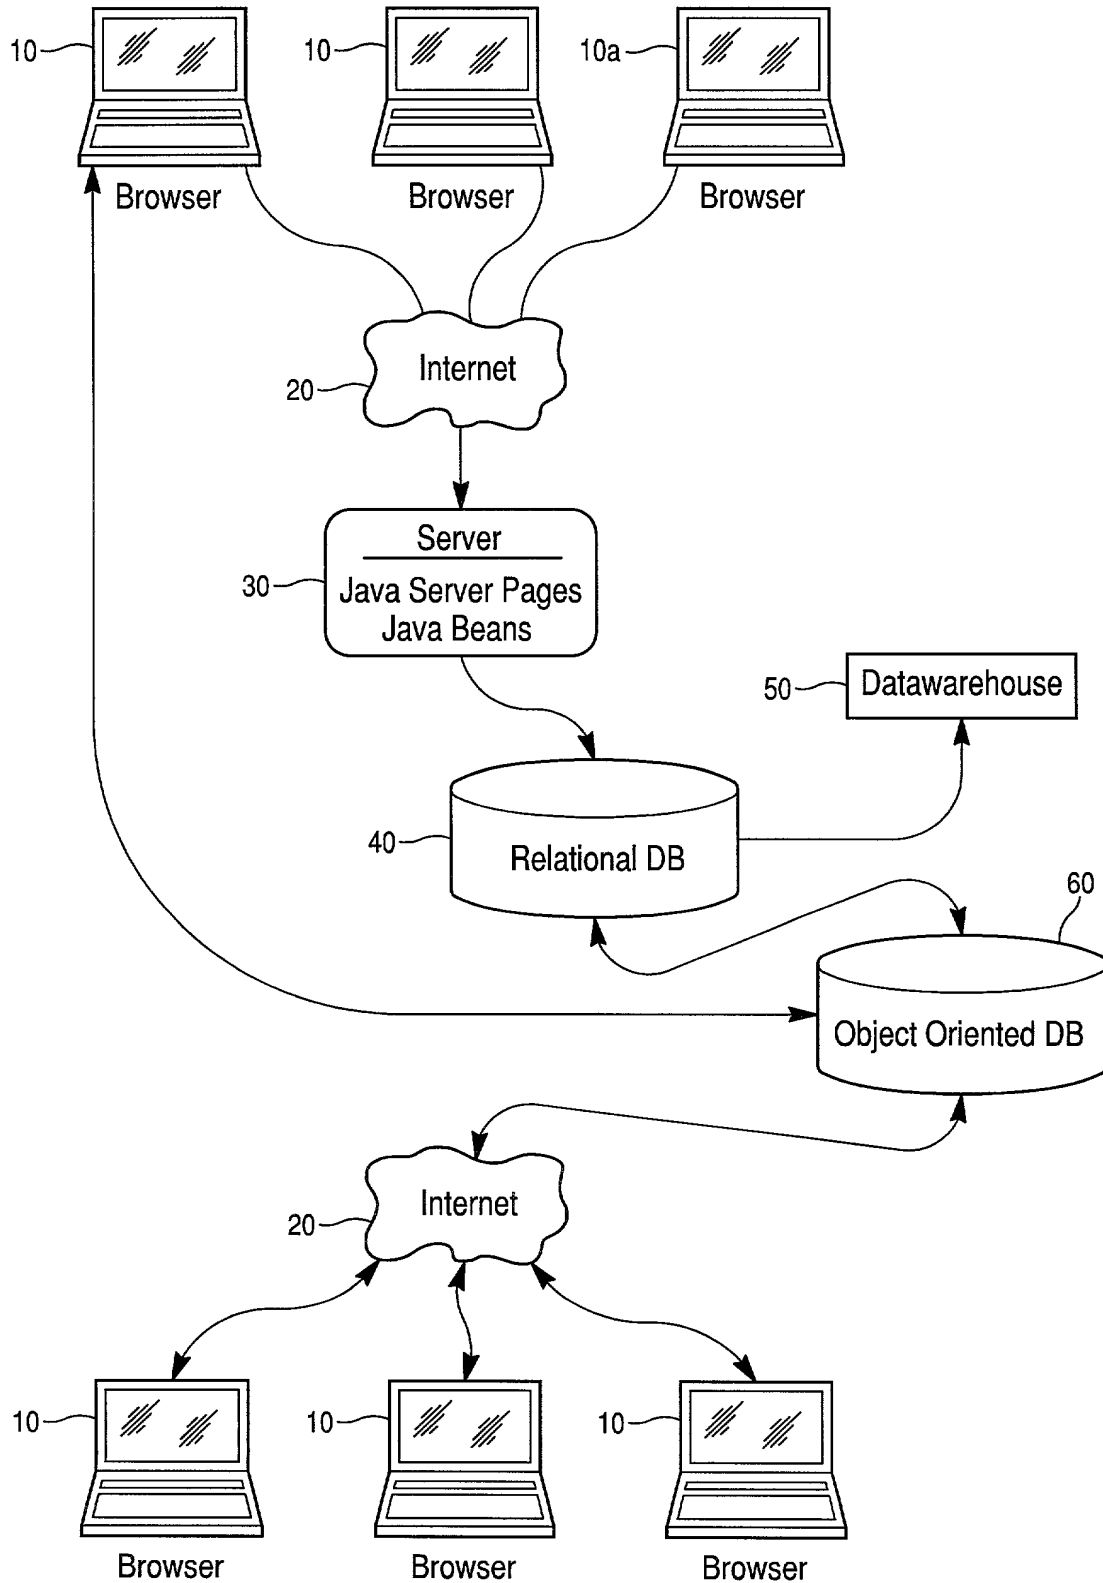 10
10
10a
Browser
Browser
Browser
Internet
20
Server
30
Java Server Pages
Java Beans
50
Datawarehouse
40
Relational DB
60
Object Oriented DB
Internet
20
10
10
10
Browser
Browser
Browser